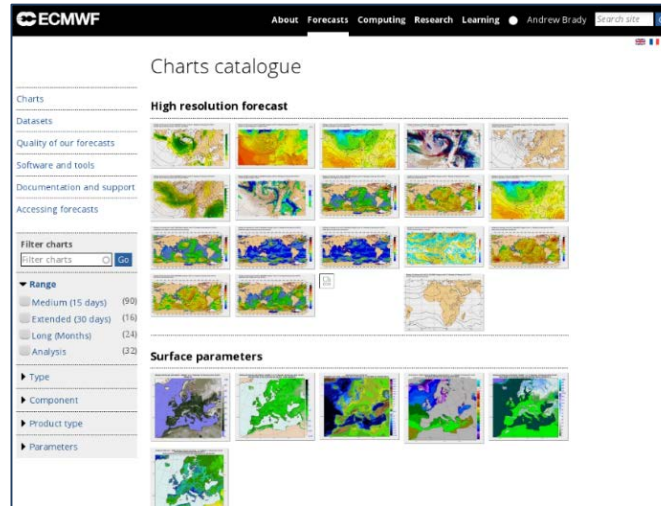 ECMWF
About Forecasts Computing Research Learning Andrew Brady Search site
Charts catalogue
Charts
Datasets
Quality of our forecasts
Software and tools
Documentation and support
Accessing forecasts
Filter charts
Filter charts Go
Range
Medium (15 days) (90)
Extended (30 days) (16)
Long (Months) (24)
Analysis (32)
Type
Component
Product type
Parameters
High resolution forecast
Surface parameters